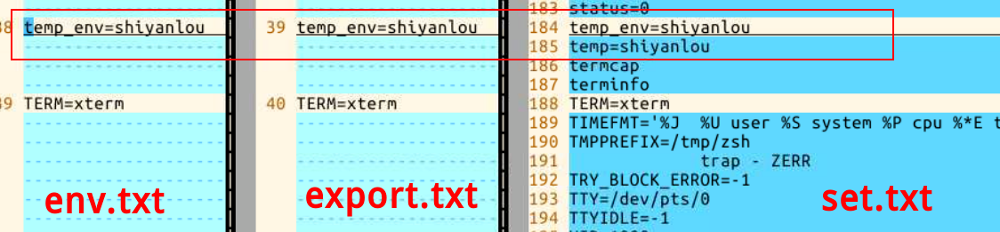 38 temp_env=shiyanlou
39 TERM=xterm
env.txt
39 temp_env=shiyanlou
40 TERM=xterm
export.txt
183 status=0
184 temp_env=shiyanlou
185 temp=shiyanlou
186 termcap
187 terminfo
188 TERM=xterm
189 TIMEFMT='%J %U user %S system %P cpu %*E t
190 TMPPREFIX=/tmp/zsh
191 trap - ZERR
192 TRY_BLOCK_ERROR=-1
193 TTY=/dev/pts/0
194 TTYIDLE=-1
set.txt